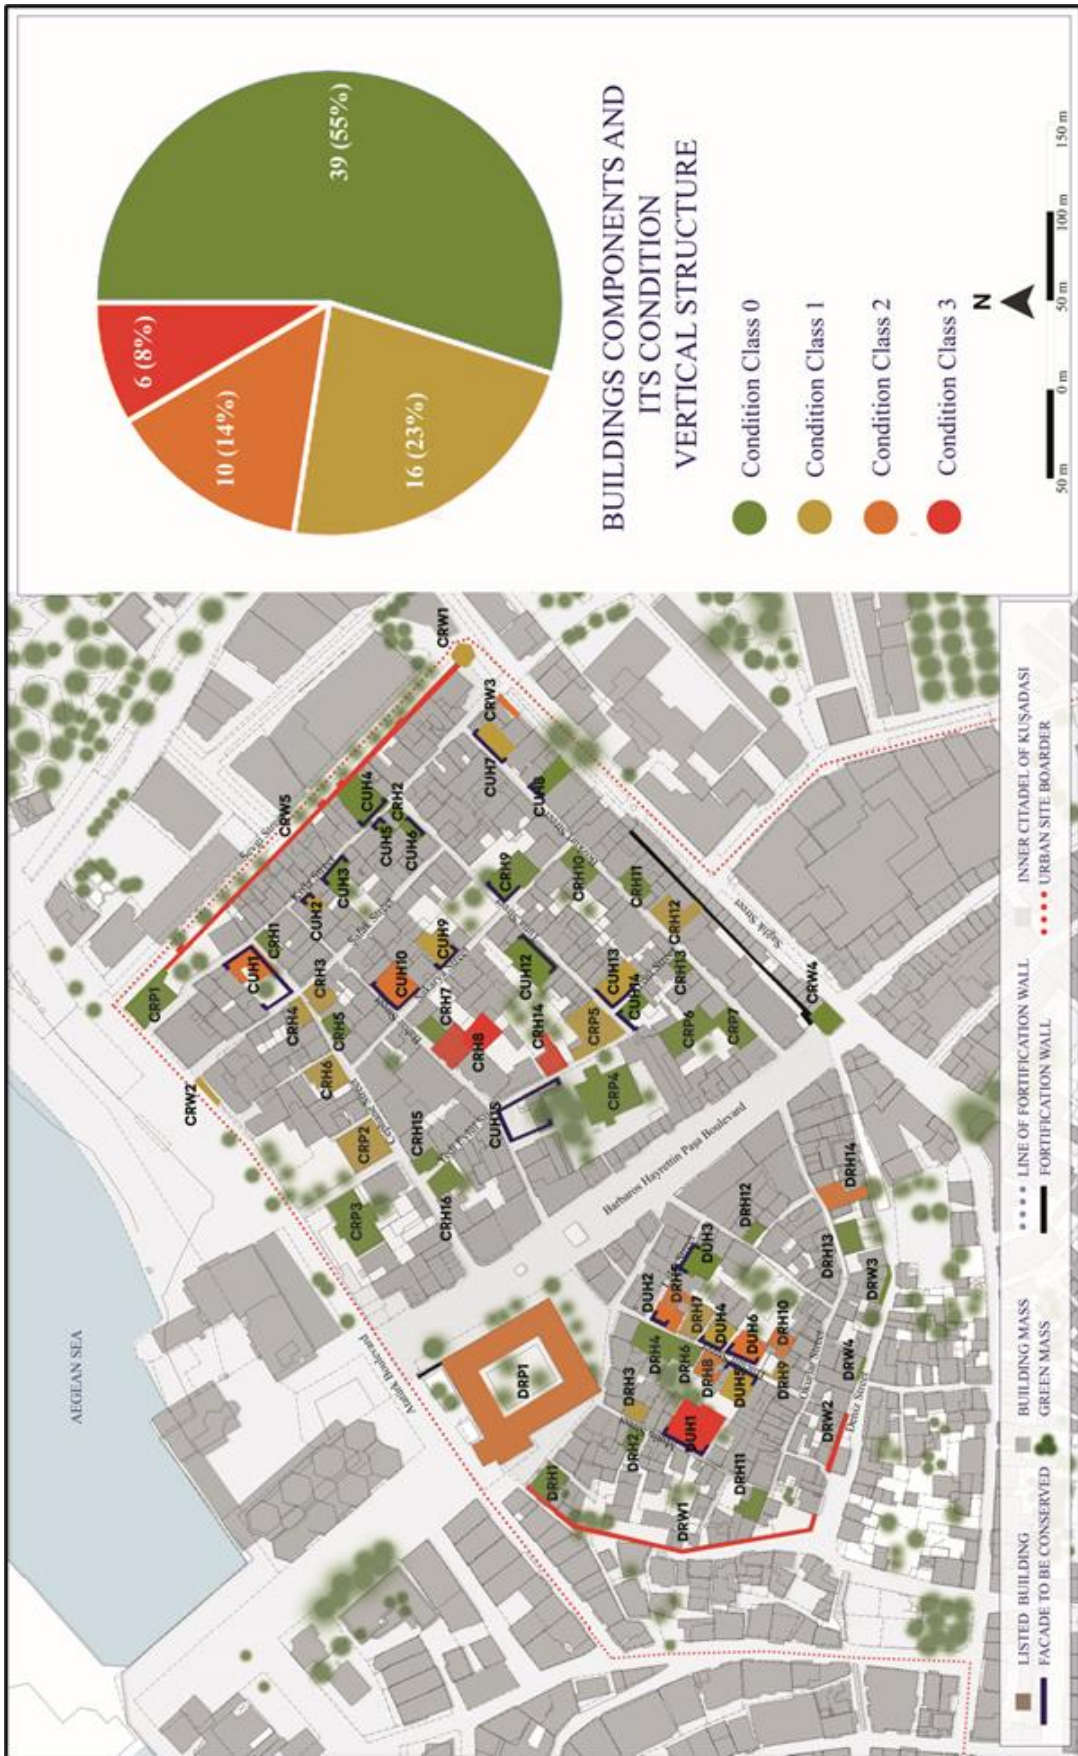 39 (55%)
16 (23%)
10 (14%)
6 (8%)
BUILDINGS COMPONENTS AND
ITS CONDITION
VERTICAL STRUCTURE
Condition Class 0
Condition Class 1
Condition Class 2
Condition Class 3
N
50 m
0 m
50 m
100 m
150 m
AEGEAN SEA
CRP1
CRW2
CRW5
CRW1
CRW3
CUH1
CRH1
CUH2
CUH3
CUH4
CUH5
CRH2
CUH6
CUH7
CUH8
CRH3
CRH4
CRH5
CRH6
CUH10
CUH9
CRH7
CRH8
CRH9
CRH10
CRH11
CRH12
CUH12
CUH13
CUH14
CRH13
CRH14
CRP5
CRP6
CRP7
CRW4
CRP4
CUH15
CRH15
CRH16
CRP2
CRP3
Atatürk Boulevard
Barbaros Hayrettin Paşa Boulevard
Sağlık Street
DRP1
DRH1
DRH2
DRH3
DRH4
DUH2
DRH5
DUH3
DRH12
DRH7
DUH4
DRH6
DRH8
DUH6
DRH10
DUH5
DRH9
DUH1
DRH11
DRW1
DRW2
DRW4
DRW3
DRH13
DRH14
Deniz Street
LISTED BUILDING
FACADE TO BE CONSERVED
BUILDING MASS
GREEN MASS
LINE OF FORTIFICATION WALL
FORTIFICATION WALL
INNER CITADEL OF KUŞADASI
URBAN SITE BOARDER